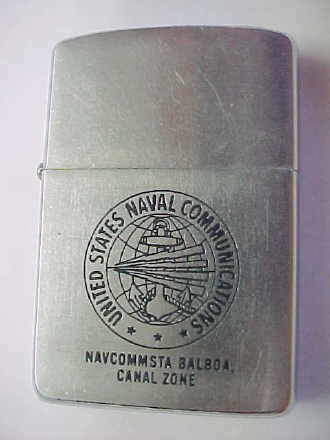 UNITED STATES NAVAL COMMUNICATIONS
NAVCOMMSTA BALBOA,
CANAL ZONE